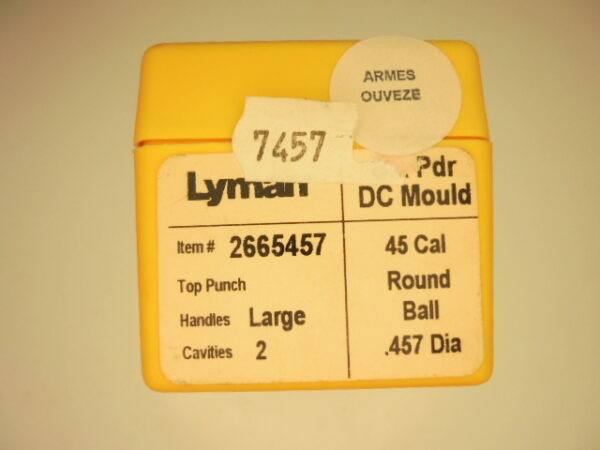 ARMES
OUVEZE
7457
Lyman
Pdr
DC Mould
Item # 2665457
Top Punch
Handles Large
Cavities 2
45 Cal
Round
Ball
.457 Dia